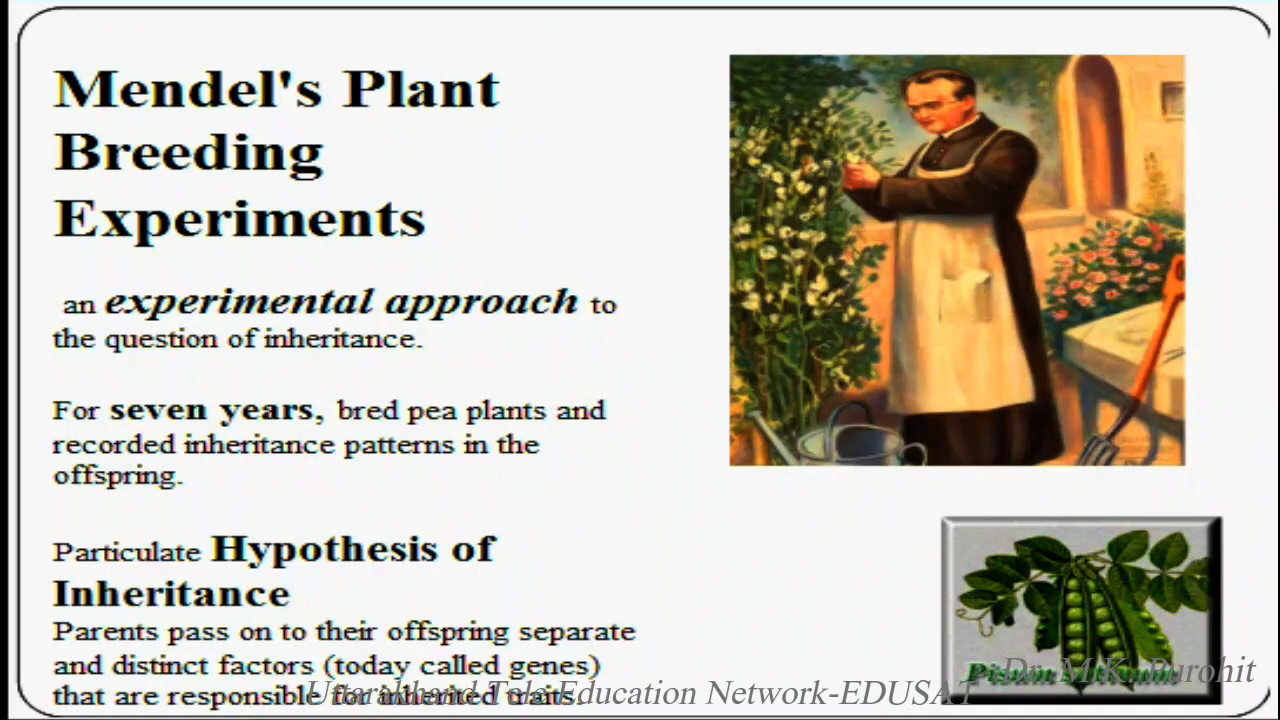 Mendel's Plant
Breeding
Experiments
an experimental approach to
the question of inheritance.
For seven years, bred pea plants and
recorded inheritance patterns in the
offspring.
Particulate Hypothesis of
Inheritance
Parents pass on to their offspring separate
and distinct factors (today called genes)
that are responsible for inherited traits.
Pisum sativum
Dr. M.K. Purohit
Uttarakhand Tele Education Network-EDUSAT